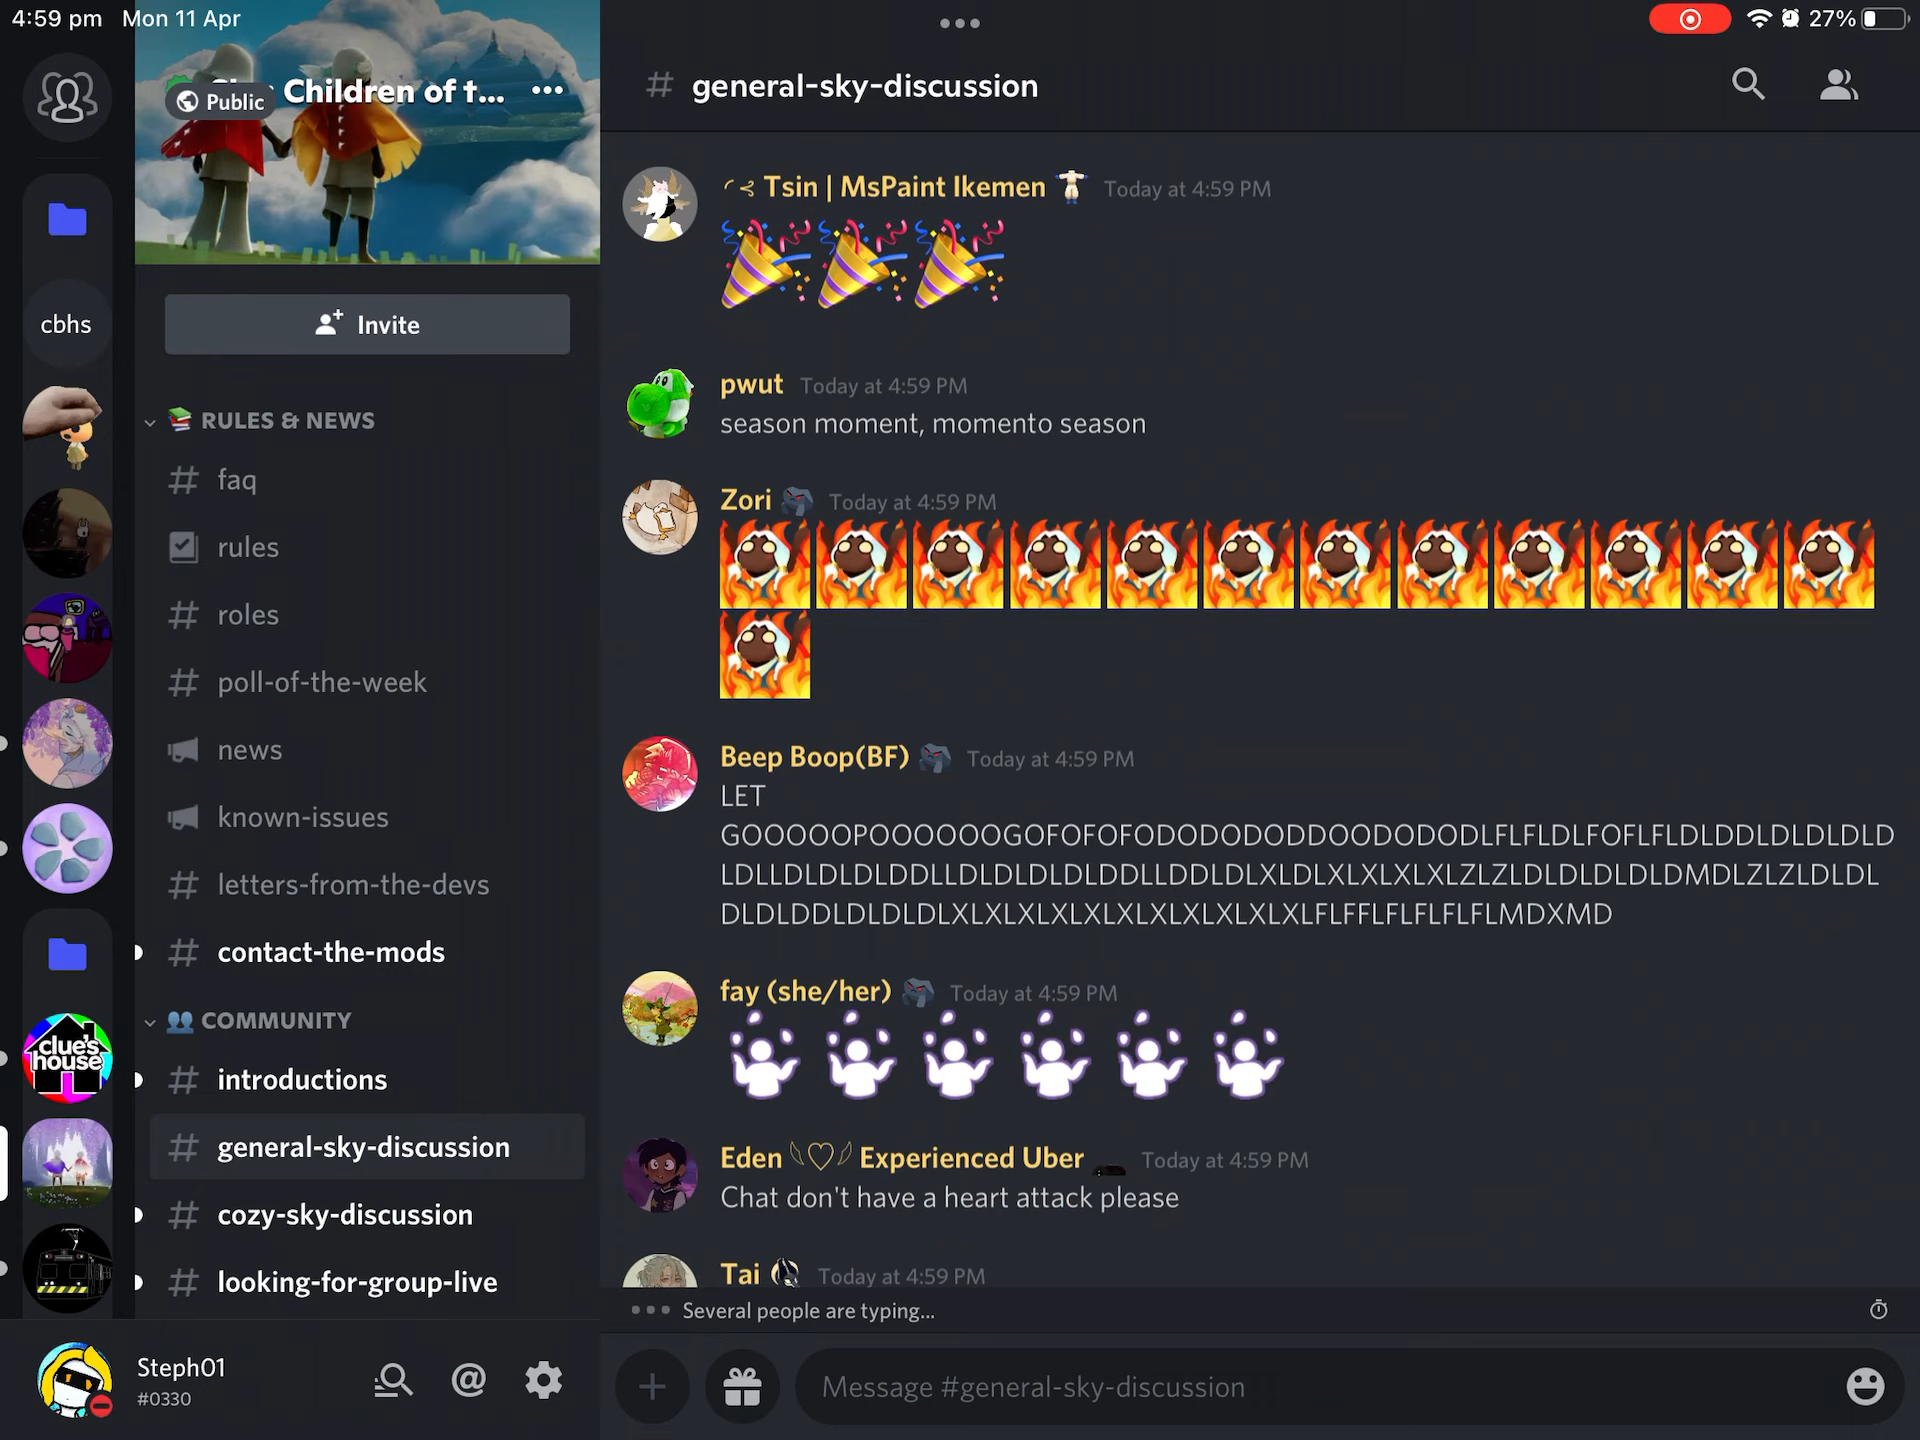 4:59 pm Mon 11 Apr
27%
Children of t...
Public
Invite
RULES & NEWS
faq
rules
roles
poll-of-the-week
news
known-issues
letters-from-the-devs
contact-the-mods
COMMUNITY
introductions
general-sky-discussion
cozy-sky-discussion
looking-for-group-live
cbhs
clue's
house
Steph01
#0330
# general-sky-discussion
Tsin | MsPaint Ikemen Today at 4:59 PM
pwut Today at 4:59 PM
season moment, momento season
Zori Today at 4:59 PM
Beep Boop(BF) Today at 4:59 PM
LET
GOOOOOPOOOOOOGOFOFOFODODODODDOODODODLFLFLDLFOFLFLDLDDLDLDLDLD
LDLLDLDLDLDDLLDLDLDLDLDDLLDDLDLXLDLXLXLXLXLZLZLDLDLDLDLDMDLZLZLDLDL
DLDLDDLDLDLDLXLXLXLXLXLXLXLXLXLXLXLFLFFLFLFLFLFLMDXMD
fay (she/her) Today at 4:59 PM
Eden Experienced Uber Today at 4:59 PM
Chat don't have a heart attack please
Tai Today at 4:59 PM
Several people are typing...
Message #general-sky-discussion